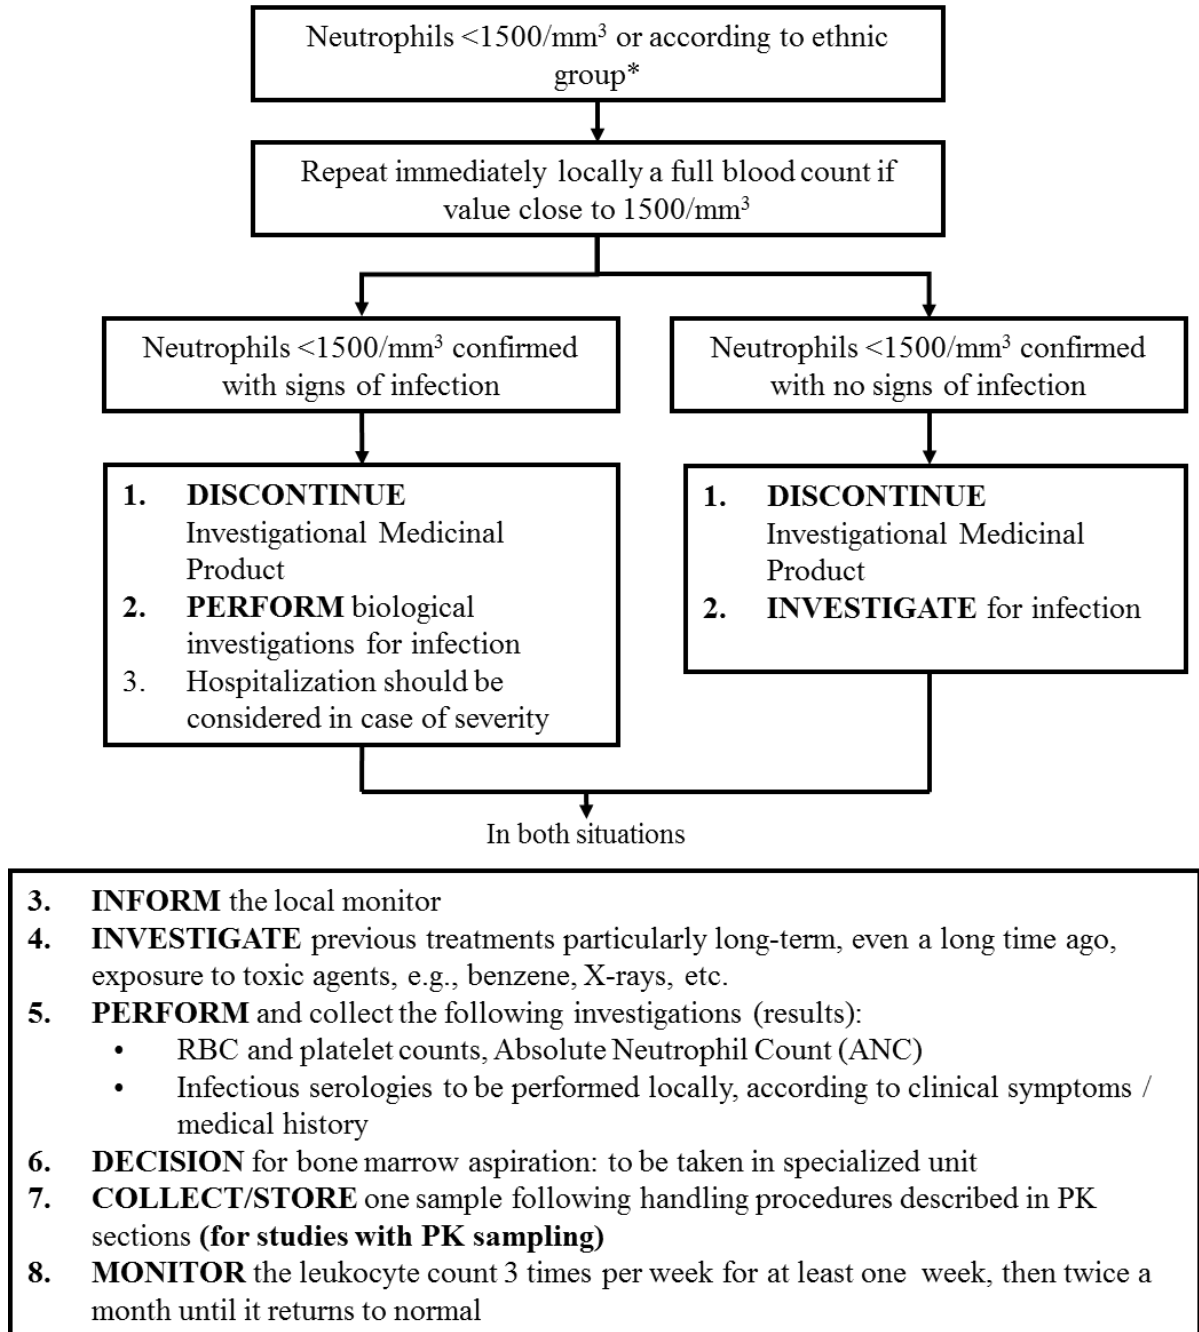 Neutrophils <1500/mm³ or according to ethnic
group*
Repeat immediately locally a full blood count if
value close to 1500/mm³
Neutrophils <1500/mm³ confirmed
with signs of infection
Neutrophils <1500/mm³ confirmed
with no signs of infection
1. DISCONTINUE
Investigational Medicinal
Product
2. PERFORM biological
investigations for infection
3. Hospitalization should be
considered in case of severity
1. DISCONTINUE
Investigational Medicinal
Product
2. INVESTIGATE for infection
In both situations
3. INFORM the local monitor
4. INVESTIGATE previous treatments particularly long-term, even a long time ago,
exposure to toxic agents, e.g., benzene, X-rays, etc.
5. PERFORM and collect the following investigations (results):
• RBC and platelet counts, Absolute Neutrophil Count (ANC)
• Infectious serologies to be performed locally, according to clinical symptoms /
medical history
6. DECISION for bone marrow aspiration: to be taken in specialized unit
7. COLLECT/STORE one sample following handling procedures described in PK
sections (for studies with PK sampling)
8. MONITOR the leukocyte count 3 times per week for at least one week, then twice a
month until it returns to normal